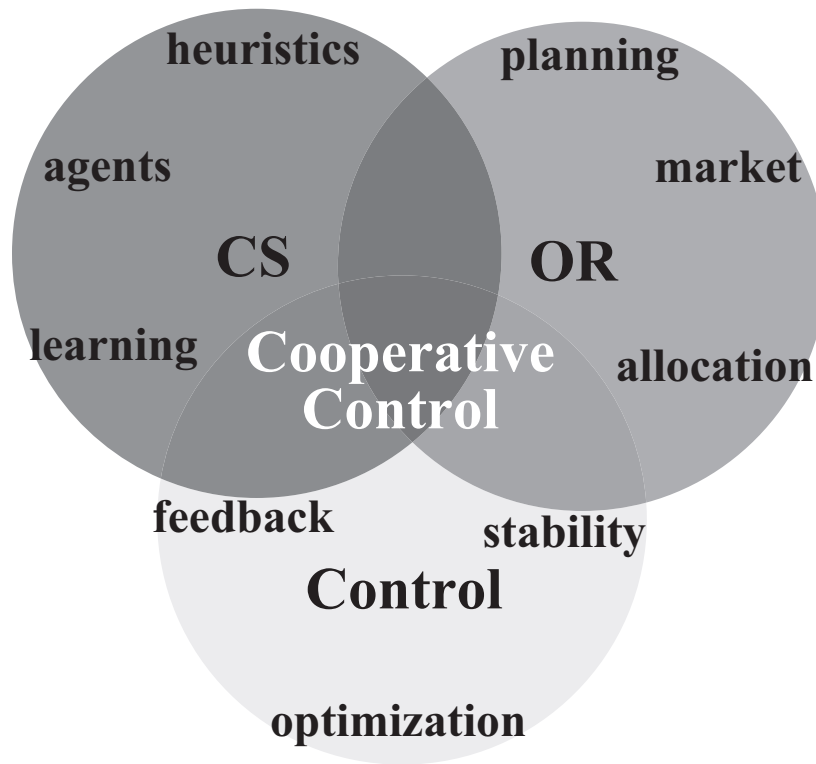 heuristics
planning
agents
market
CS
OR
learning
Cooperative
Control
allocation
feedback
stability
Control
optimization